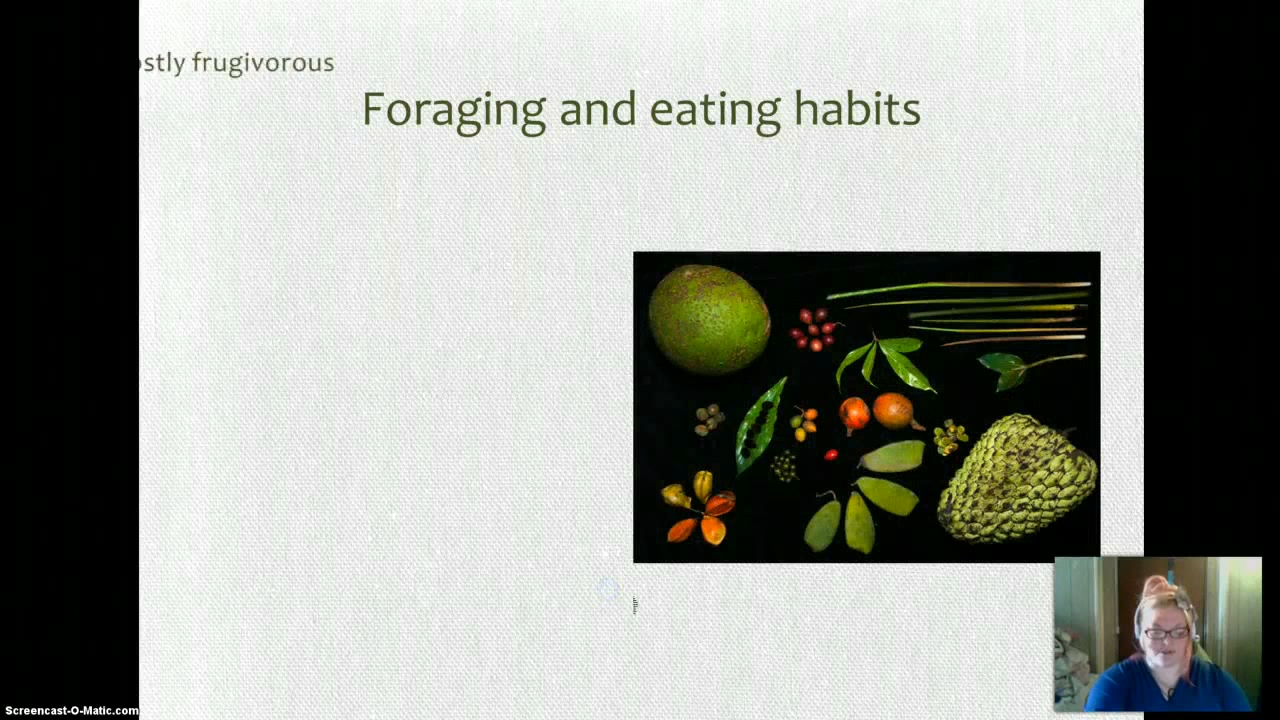 ostly frugivorous
Foraging and eating habits
Screencast-O-Matic.com